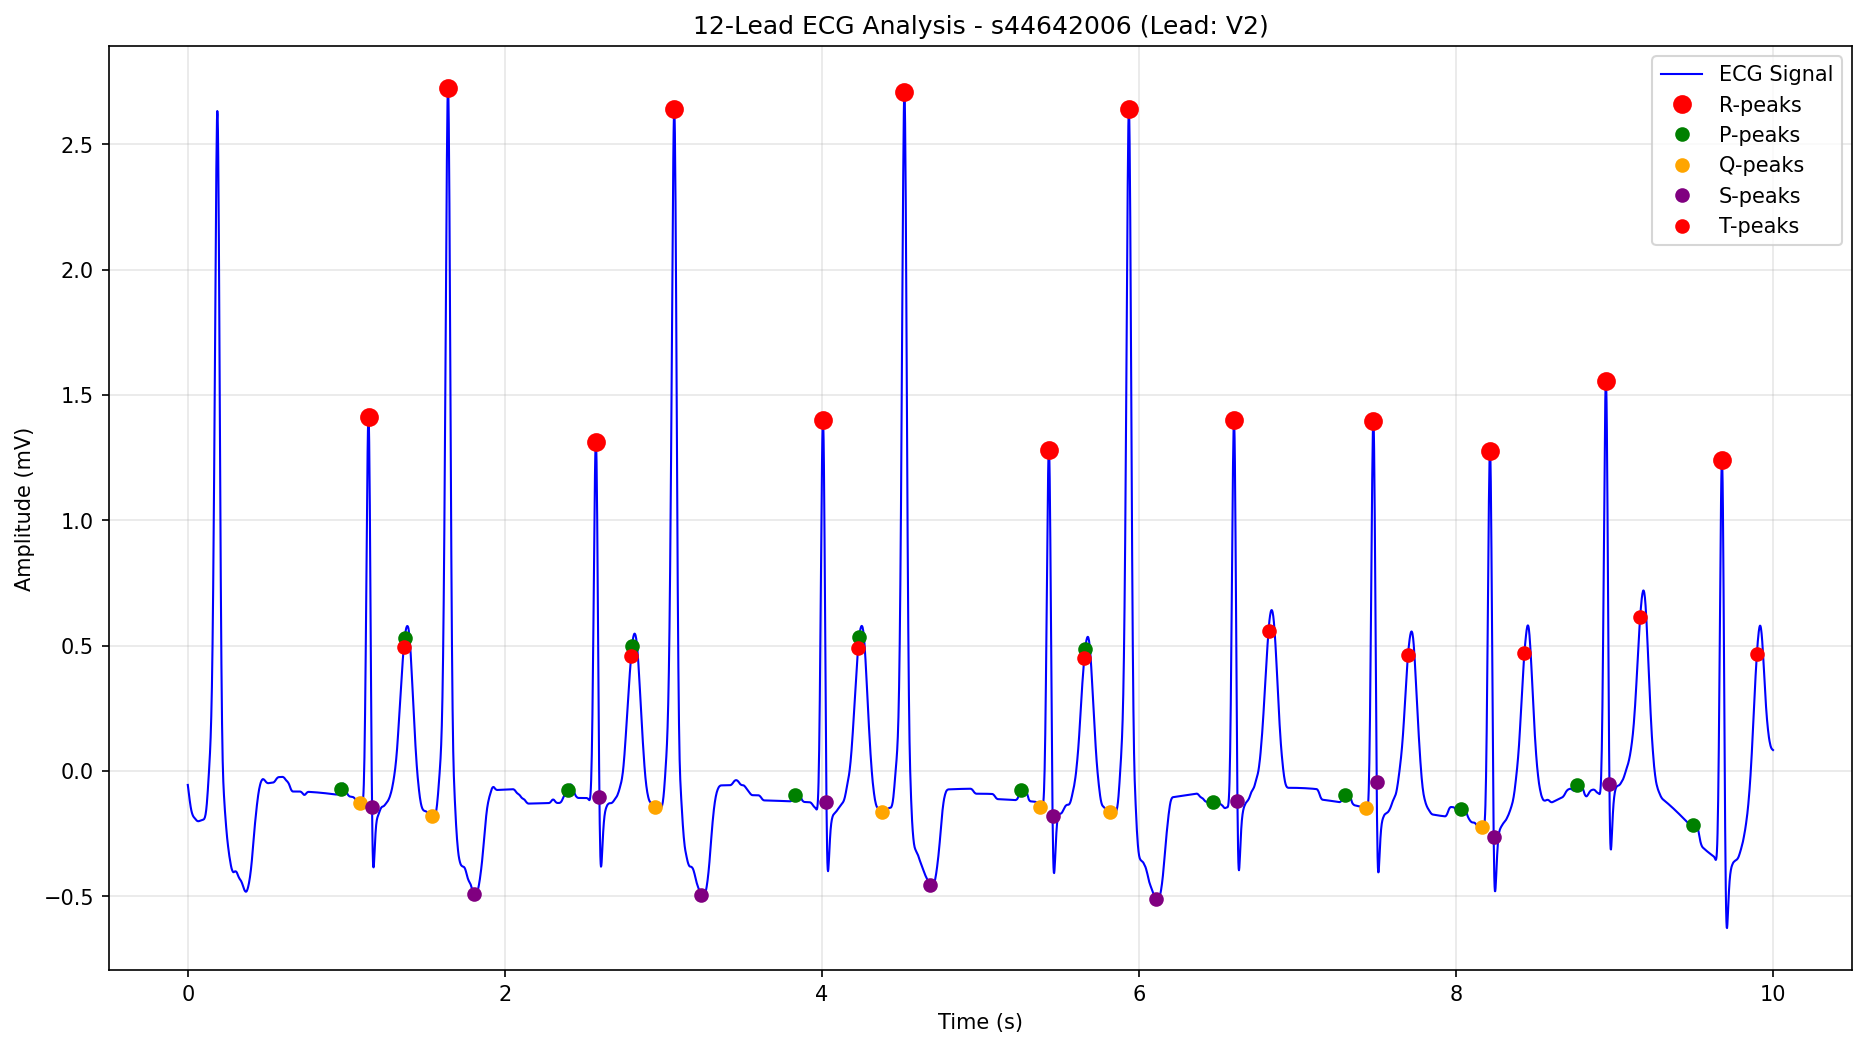 12-Lead ECG Analysis - s44642006 (Lead: V2)
ECG Signal
R-peaks
P-peaks
Q-peaks
S-peaks
T-peaks
Amplitude (mV)
2.5
2.0
1.5
1.0
0.5
0.0
−0.5
0 2 4 6 8 10
Time (s)